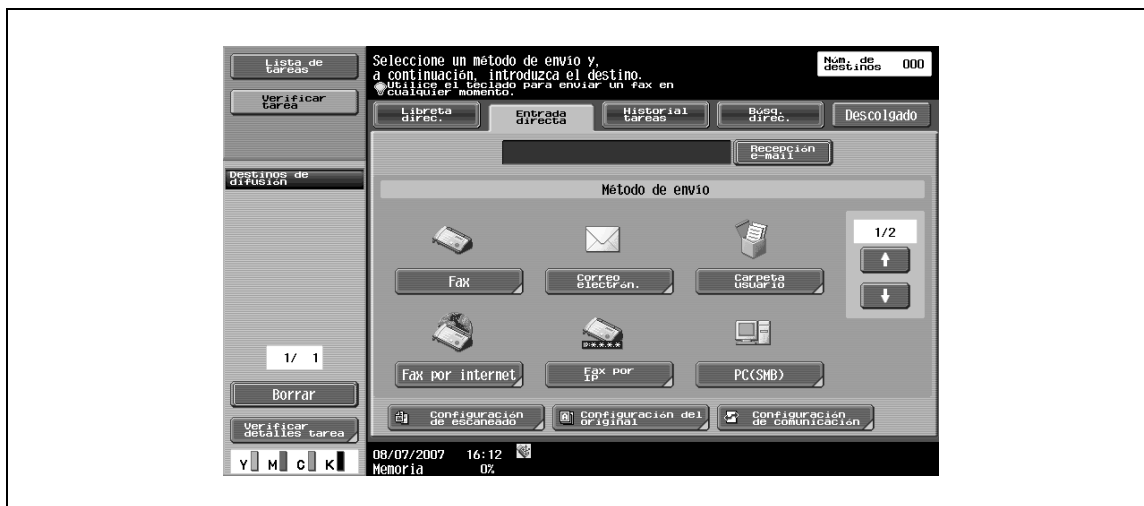 Lista de
tareas
Verificar
tarea
Destinos de
difusión
1/ 1
Borrar
Verificar
detalles tarea
Y M C K
Seleccione un método de envío y,
a continuación, introduzca el destino.
Utilice el teclado para enviar un fax en
cualquier momento.
Núm. de
destinos 000
Libreta
direc.
Entrada
directa
Historial
tareas
Búsq.
direc.
Descolgado
Recepción
e-mail
Método de envío
Fax
Correo
electrón.
Carpeta
usuario
1/2
Fax por internet
Fax por
IP
PC(SMB)
Configuración
de escaneado
Configuración del
original
Configuración
de comunicación
08/07/2007 16:12
Memoria 0%